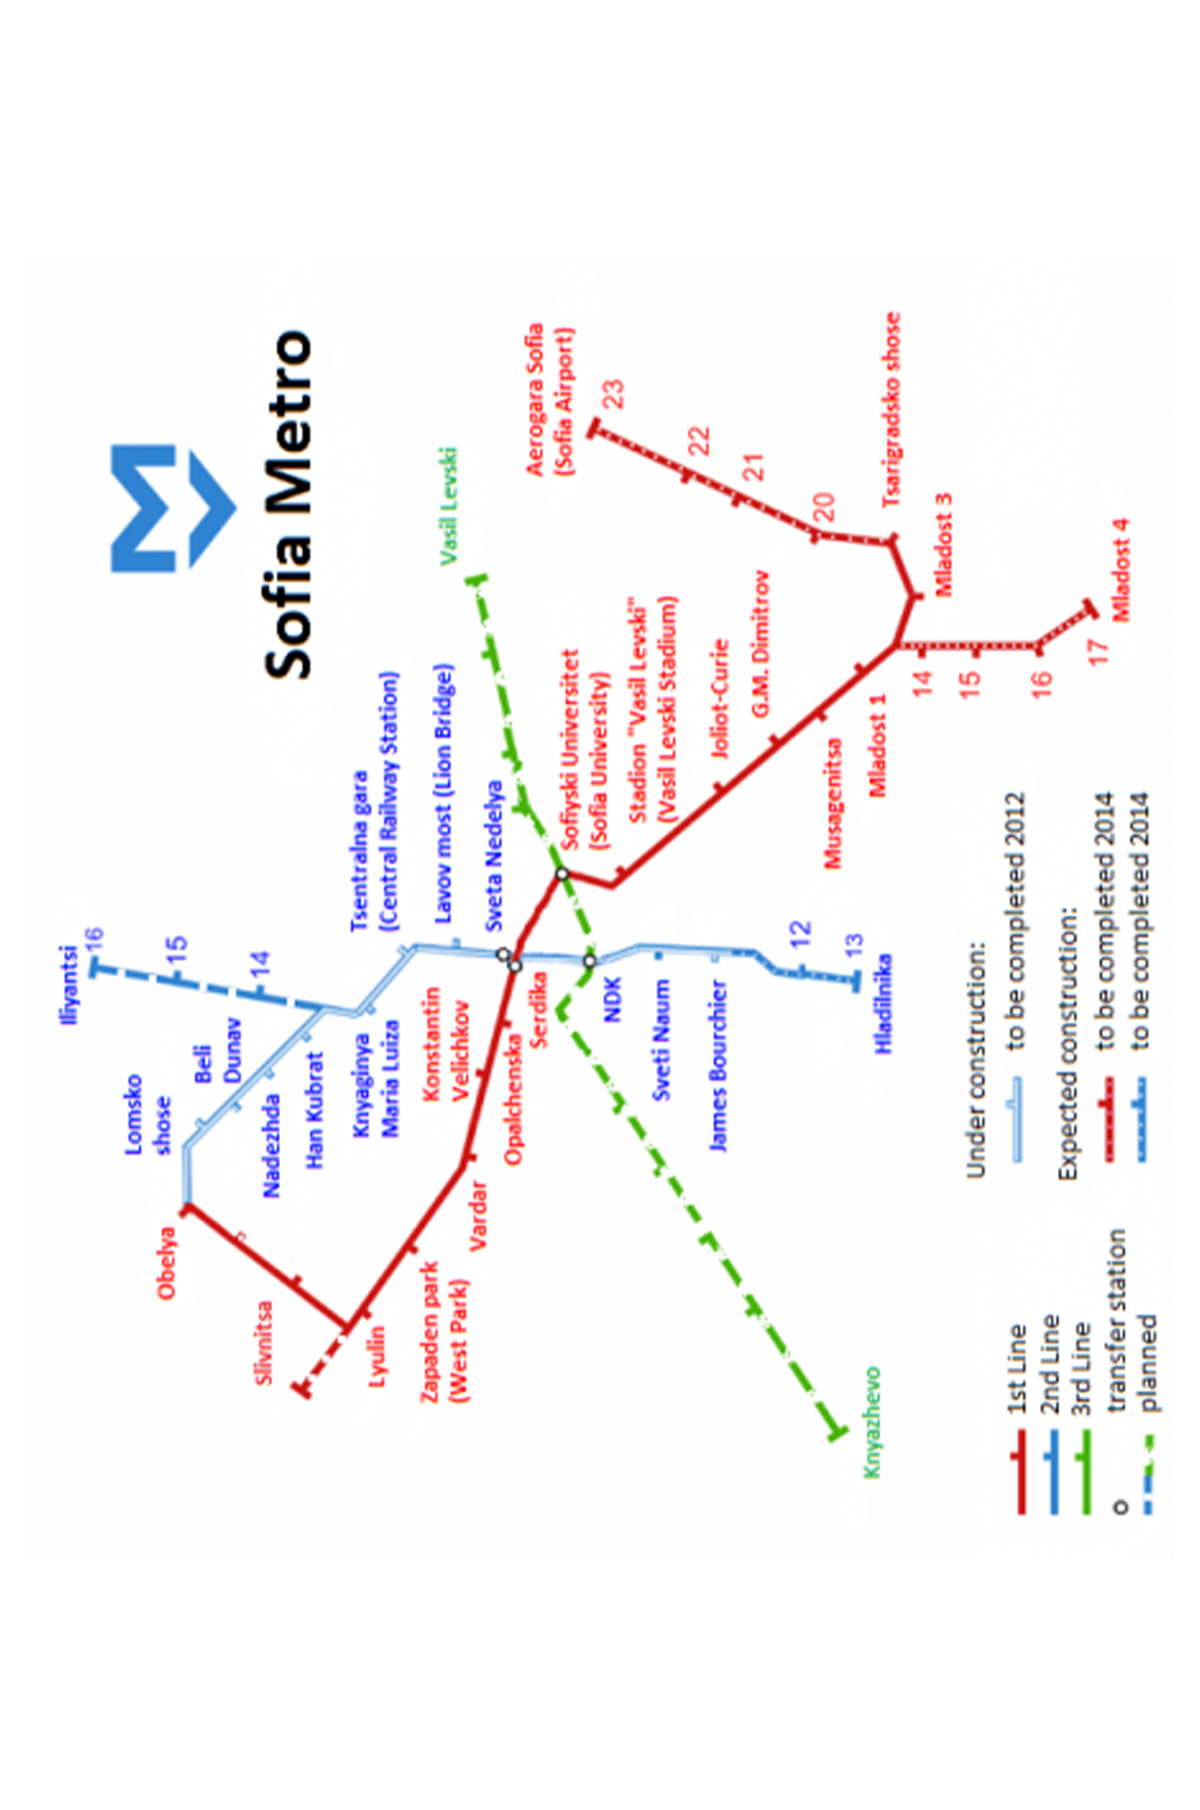 Sofia Metro
Iliyantsi
16
15
14
Lomsko
shose
Beli
Dunav
Nadezhda
Han Kubrat
Knyaginya
Maria Luiza
Tsentralna gara
(Central Railway Station)
Lavov most (Lion Bridge)
Sveta Nedelya
Vasil Levski
Obelya
Slivnitsa
Lyulin
Zapaden park
(West Park)
Vardar
Konstantin
Velichkov
Opalchenska
Serdika
NDK
Sveti Naum
James Bourchier
12
13
Hladilnika
Knyazhevo
Sofiyski Universitet
(Sofia University)
Stadion "Vasil Levski"
(Vasil Levski Stadium)
Joliot-Curie
G.M. Dimitrov
Musagenitsa
Mladost 1
Aerogara Sofia
(Sofia Airport)
23
22
21
20
Tsarigradsko shose
Mladost 3
14
15
16
17
Mladost 4
1st Line
2nd Line
3rd Line
transfer station
planned
Under construction:
to be completed 2012
Expected construction:
to be completed 2014
to be completed 2014